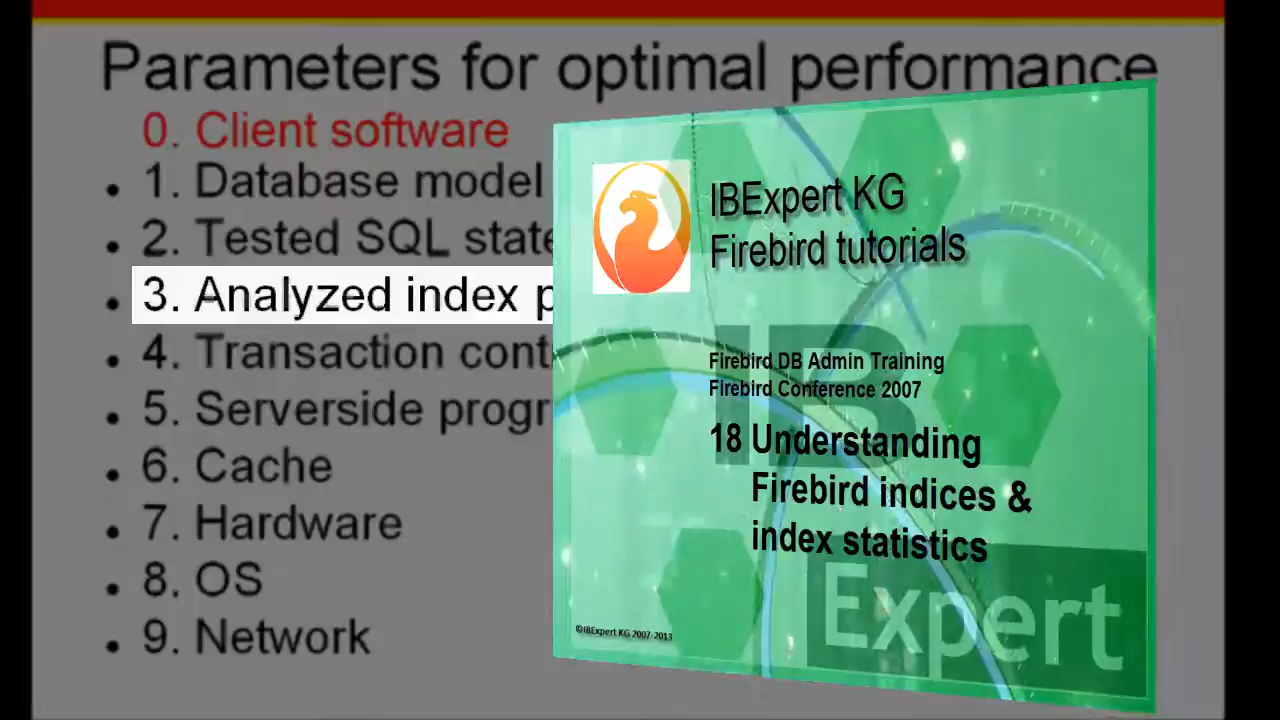 Parameters for optimal performance
0. Client software
• 1. Database model
• 2. Tested SQL state
• 3. Analyzed index p
• 4. Transaction cont
• 5. Serverside progr
• 6. Cache
• 7. Hardware
• 8. OS
• 9. Network
IBExpert KG
Firebird tutorials
Firebird DB Admin Training
Firebird Conference 2007
18 Understanding
Firebird indices &
index statistics
IB
Expert
©IBExpert KG 2007-2013